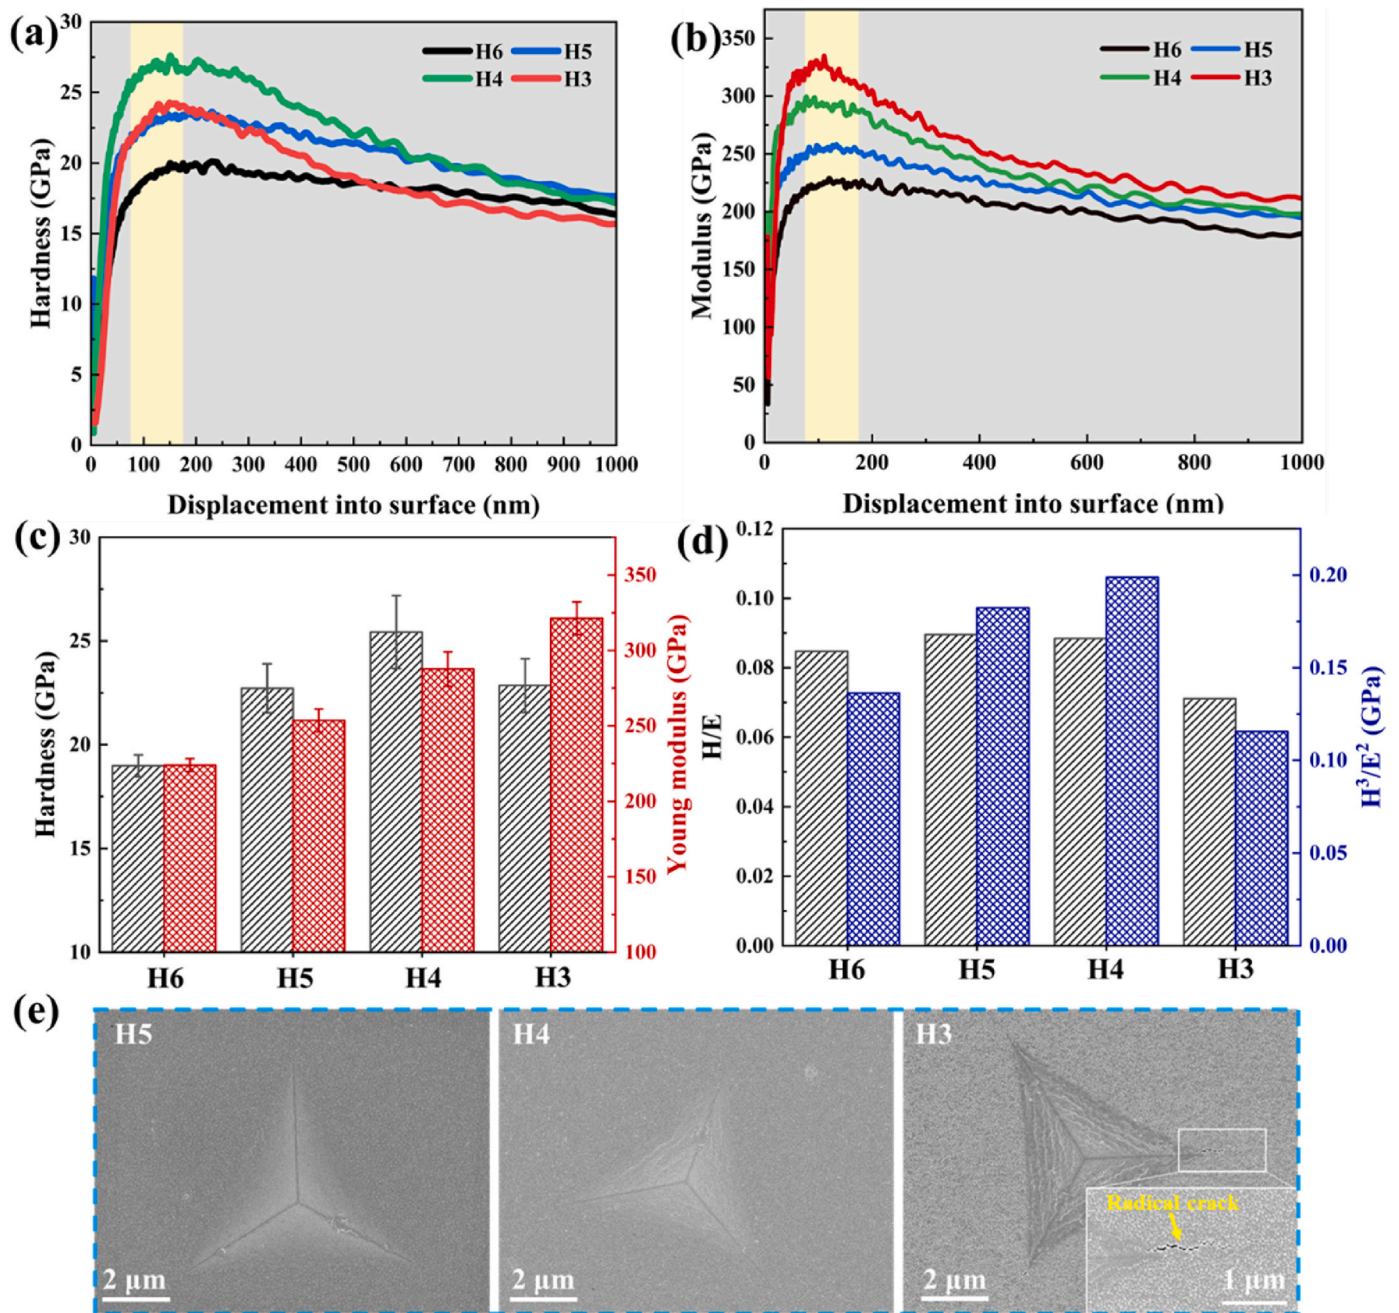 (a)
Hardness (GPa)
30
25
20
15
10
5
0
H6 H5
H4 H3
0 100 200 300 400 500 600 700 800 900 1000
Displacement into surface (nm)
(b)
Modulus (GPa)
350
300
250
200
150
100
50
0
H6 H5
H4 H3
0 200 400 600 800 1000
Displacement into surface (nm)
(c)
Hardness (GPa)
30
25
20
15
10
H6 H5 H4 H3
350
300
250
200
150
100
Young modulus (GPa)
(d)
H/E
0.12
0.10
0.08
0.06
0.04
0.02
0.00
H6 H5 H4 H3
0.20
0.15
0.10
0.05
0.00
H³/E² (GPa)
(e)
H5
2 μm
H4
2 μm
H3
Radical crack
2 μm
1 μm